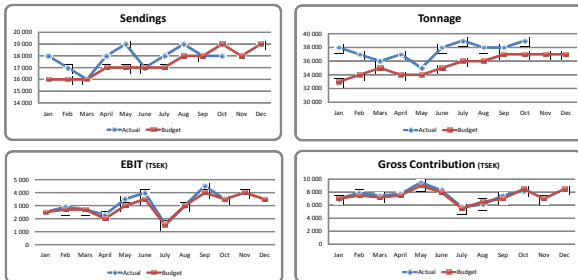 Sendings
20 000
19 000
18 000
17 000
16 000
15 000
14 000
Jan Feb Mars April May June July Aug Sep Oct Nov Dec
Actual Budget
Tonnage
40 000
38 000
36 000
34 000
32 000
30 000
Jan Feb Mars April May June July Aug Sep Oct Nov Dec
Actual Budget
EBIT (TSEK)
5 000
4 000
3 000
2 000
1 000
0
Jan Feb Mars April May June July Aug Sep Oct Nov Dec
Actual Budget
Gross Contribution (TSEK)
10 000
8 000
6 000
4 000
2 000
0
Jan Feb Mars April May June July Aug Sep Oct Nov Dec
Actual Budget